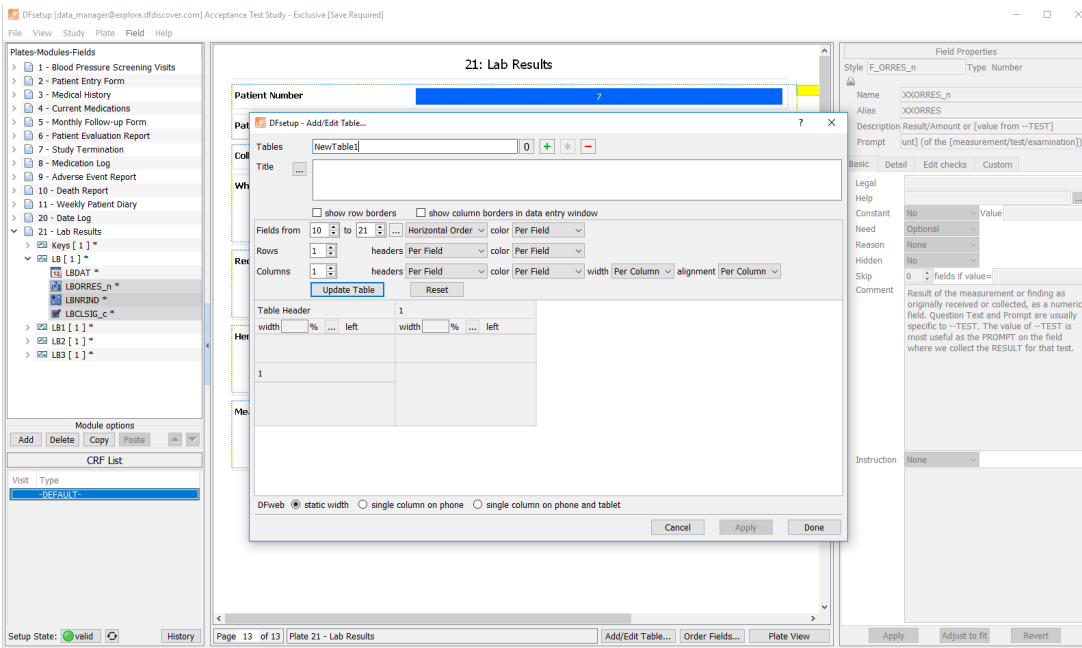 DFsetup [data_manager@explore.dfdiscover.com] Acceptance Test Study - Exclusive [Save Required]
File View Study Plate Field Help
Plates-Modules-Fields
1 - Blood Pressure Screening Visits
2 - Patient Entry Form
3 - Medical History
4 - Current Medications
5 - Monthly Follow-up Form
6 - Patient Evaluation Report
7 - Study Termination
8 - Medication Log
9 - Adverse Event Report
10 - Death Report
11 - Weekly Patient Diary
20 - Date Log
21 - Lab Results
Keys [ 1 ] *
LB [ 1 ] *
LBDAT *
LBORRES_n *
LBNRIND *
LBCLSIG_c *
LB1 [ 1 ] *
LB2 [ 1 ] *
LB3 [ 1 ] *
Module options
Add Delete Copy Paste
CRF List
Visit Type
-DEFAULT-
Setup State: valid History
21: Lab Results
Patient Number 7
Pat
Coll
Wh
Rec
Her
Me
DFsetup - Add/Edit Table... ? X
Tables NewTable1 0 + * −
Title ...
show row borders show column borders in data entry window
Fields from 10 to 21 ... Horizontal Order color Per Field
Rows 1 headers Per Field color Per Field
Columns 1 headers Per Field color Per Field width Per Column alignment Per Column
Update Table Reset
Table Header 1
width % ... left width % ... left
1
DFweb static width single column on phone single column on phone and tablet
Cancel Apply Done
Page 13 of 13 Plate 21 - Lab Results Add/Edit Table... Order Fields... Plate View
Field Properties
Style F_ORRES_n Type Number
Name XXORRES_n
Alias XXORRES
Description Result/Amount or [value from --TEST]
Prompt unt] (of the [measurement/test/examination])
Basic Detail Edit checks Custom
Legal
Help ...
Constant No Value
Need Optional
Reason None
Hidden No
Skip 0 fields if value=
Comment Result of the measurement or finding as
originally received or collected, as a numeric
field. Question Text and Prompt are usually
specific to --TEST. The value of --TEST is
most useful as the PROMPT on the field
where we collect the RESULT for that test.
Instruction None
Apply Adjust to fit Revert